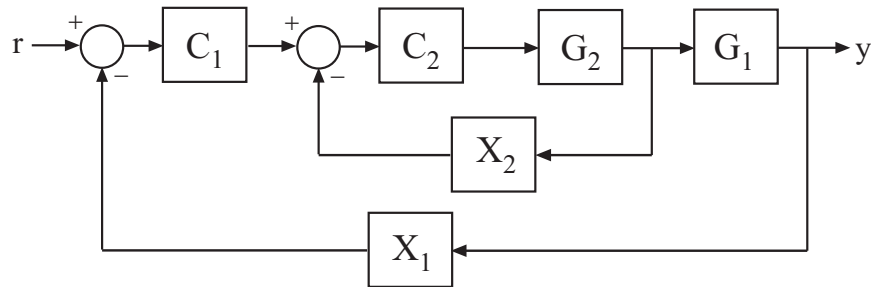 r + − C₁ + − C₂ G₂ G₁ y
X₂
X₁